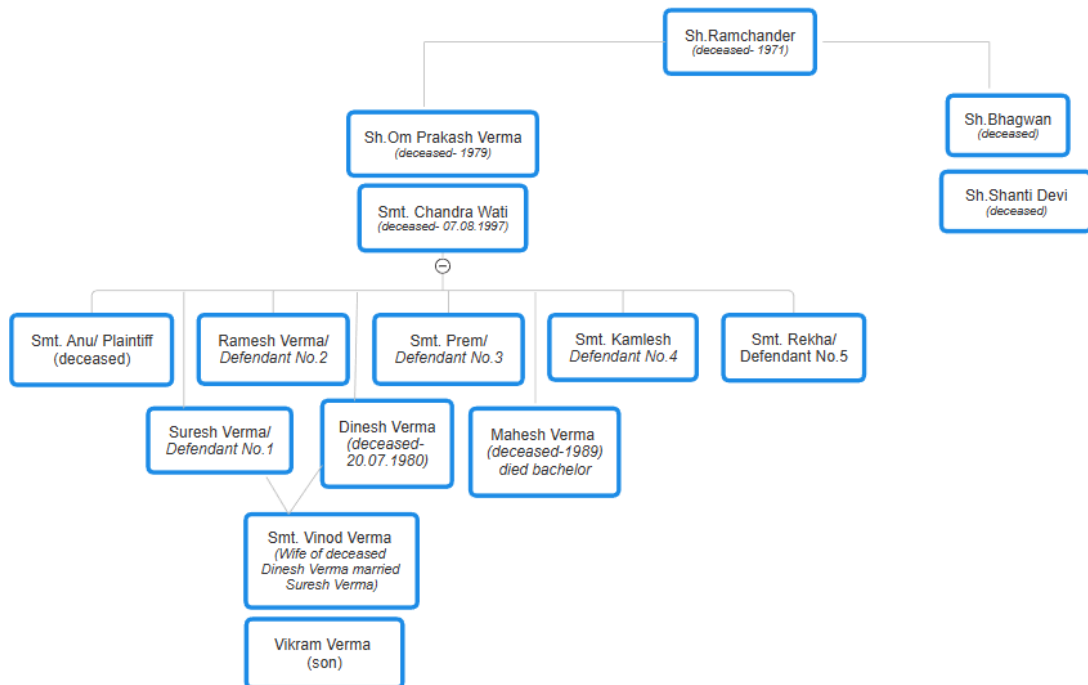 Sh.Ramchander
(deceased- 1971)
Sh.Om Prakash Verma
(deceased- 1979)
Sh.Bhagwan
(deceased)
Smt. Chandra Wati
(deceased- 07.08.1997)
Sh.Shanti Devi
(deceased)
Smt. Anu/ Plaintiff
(deceased)
Ramesh Verma/
Defendant No.2
Smt. Prem/
Defendant No.3
Smt. Kamlesh
Defendant No.4
Smt. Rekha/
Defendant No.5
Suresh Verma/
Defendant No.1
Dinesh Verma
(deceased-
20.07.1980)
Mahesh Verma
(deceased-1989)
died bachelor
Smt. Vinod Verma
(Wife of deceased
Dinesh Verma married
Suresh Verma)
Vikram Verma
(son)